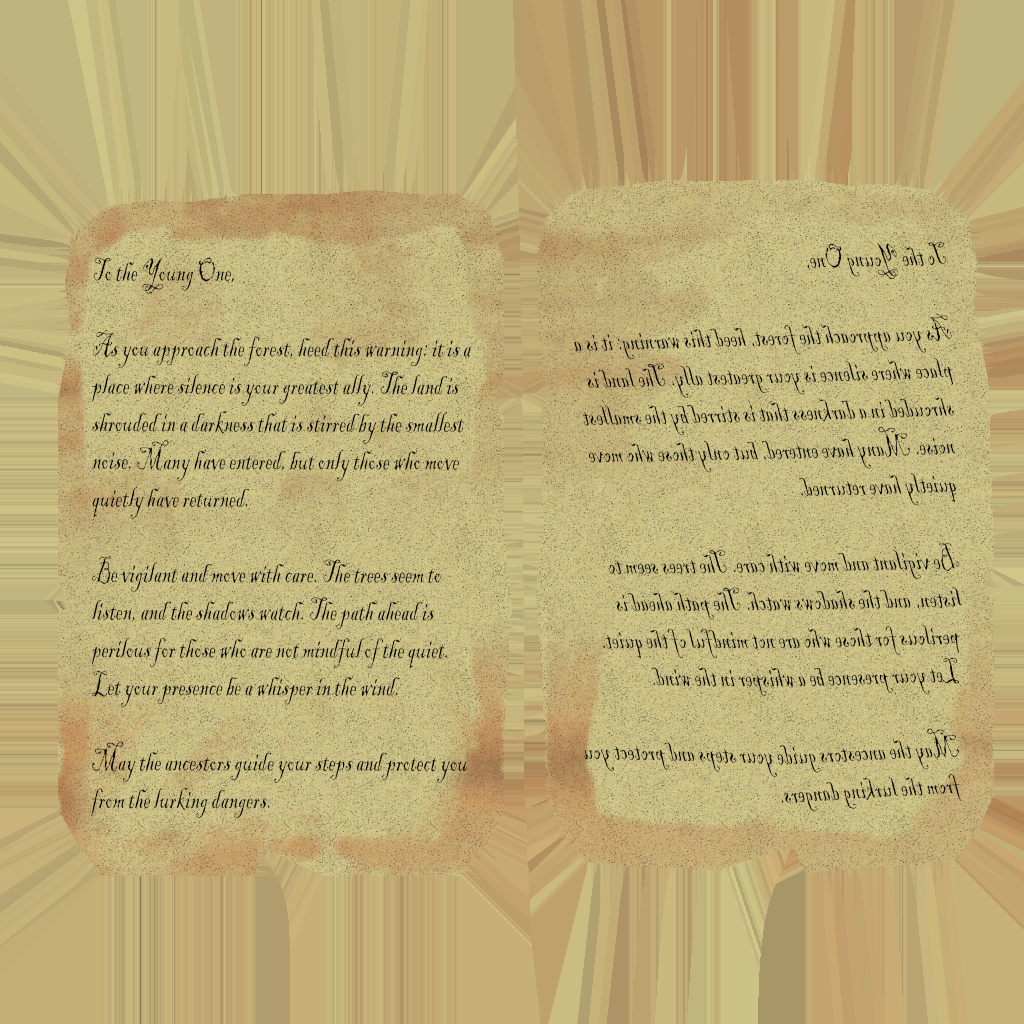 To the Young One,
As you approach the forest, heed this warning: it is a
place where silence is your greatest ally. The land is
shrouded in a darkness that is stirred by the smallest
noise. Many have entered, but only those who move
quietly have returned.
Be vigilant and move with care. The trees seem to
listen, and the shadows watch. The path ahead is
perilous for those who are not mindful of the quiet.
Let your presence be a whisper in the wind.
May the ancestors guide your steps and protect you
from the lurking dangers.
To the Young One,
As you approach the forest, heed this warning: it is a
place where silence is your greatest ally. The land is
shrouded in a darkness that is stirred by the smallest
noise. Many have entered, but only those who move
quietly have returned.
Be vigilant and move with care. The trees seem to
listen, and the shadows watch. The path ahead is
perilous for those who are not mindful of the quiet.
Let your presence be a whisper in the wind.
May the ancestors guide your steps and protect you
from the lurking dangers.